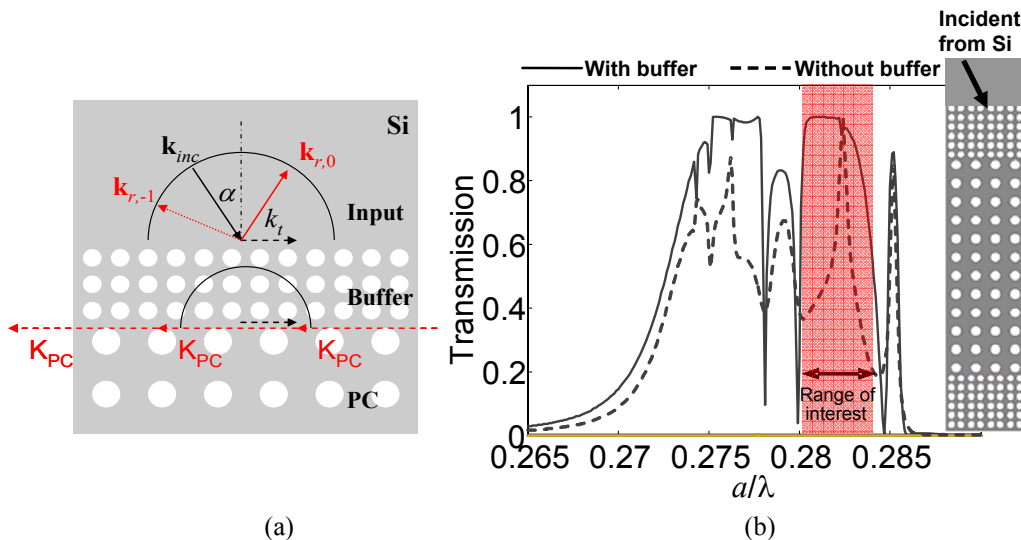 Si
k_inc
k_r,0
k_r,-1
α
k_t
Input
Buffer
K_PC
K_PC
K_PC
PC
(a)
Incident
from Si
With buffer
Without buffer
Transmission
1
0.8
0.6
0.4
0.2
0
Range of
interest
0.265
0.27
0.275
0.28
0.285
a/λ
(b)